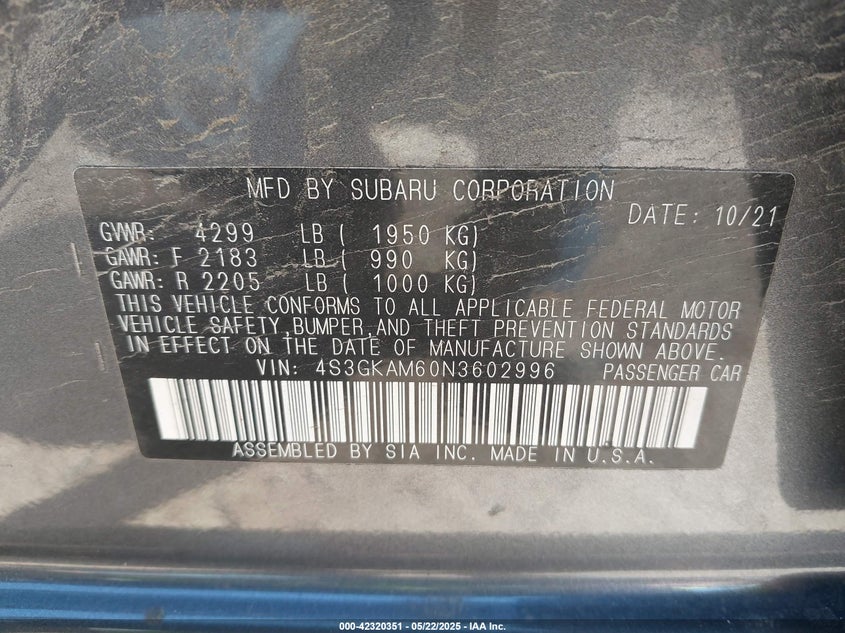 MFD BY SUBARU CORPORATION
DATE: 10/21
GVWR: 4299 LB ( 1950 KG)
GAWR: F 2183 LB ( 990 KG)
GAWR: R 2205 LB ( 1000 KG)
THIS VEHICLE CONFORMS TO ALL APPLICABLE FEDERAL MOTOR
VEHICLE SAFETY,BUMPER,AND THEFT PREVENTION STANDARDS
IN EFFECT ON THE DATE OF MANUFACTURE SHOWN ABOVE.
VIN: 4S3GKAM60N3602996 PASSENGER CAR
ASSEMBLED BY SIA INC. MADE IN U.S.A.
000-42320351 - 05/22/2025 - IAA Inc.